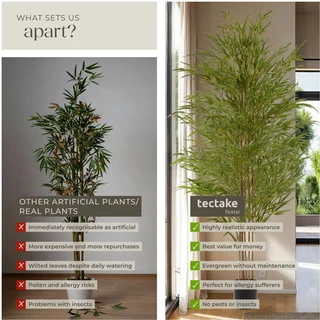 WHAT SETS US
apart?
OTHER ARTIFICIAL PLANTS/
REAL PLANTS
Immediately recognisable as artificial
More expensive and more repurchases
Wilted leaves despite daily watering
Pollen and allergy risks
Problems with insects
tectake
home
Highly realistic appearance
Best value for money
Evergreen without maintenance
Perfect for allergy sufferers
No pests or insects